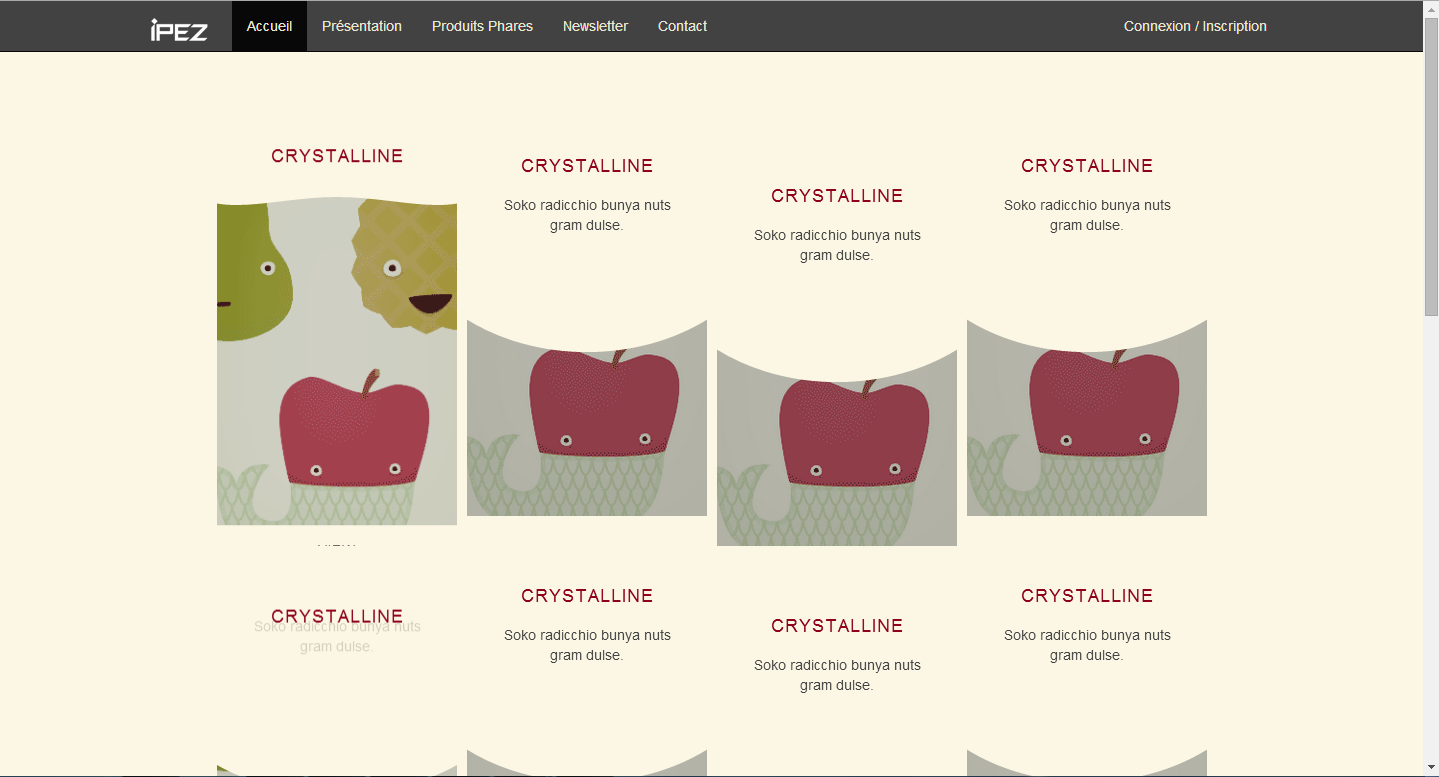 iPEZ
Accueil
Présentation
Produits Phares
Newsletter
Contact
Connexion / Inscription
CRYSTALLINE
CRYSTALLINE
Soko radicchio bunya nuts
gram dulse.
CRYSTALLINE
Soko radicchio bunya nuts
gram dulse.
CRYSTALLINE
Soko radicchio bunya nuts
gram dulse.
CRYSTALLINE
Soko radicchio bunya nuts
gram dulse.
CRYSTALLINE
Soko radicchio bunya nuts
gram dulse.
CRYSTALLINE
Soko radicchio bunya nuts
gram dulse.
CRYSTALLINE
Soko radicchio bunya nuts
gram dulse.